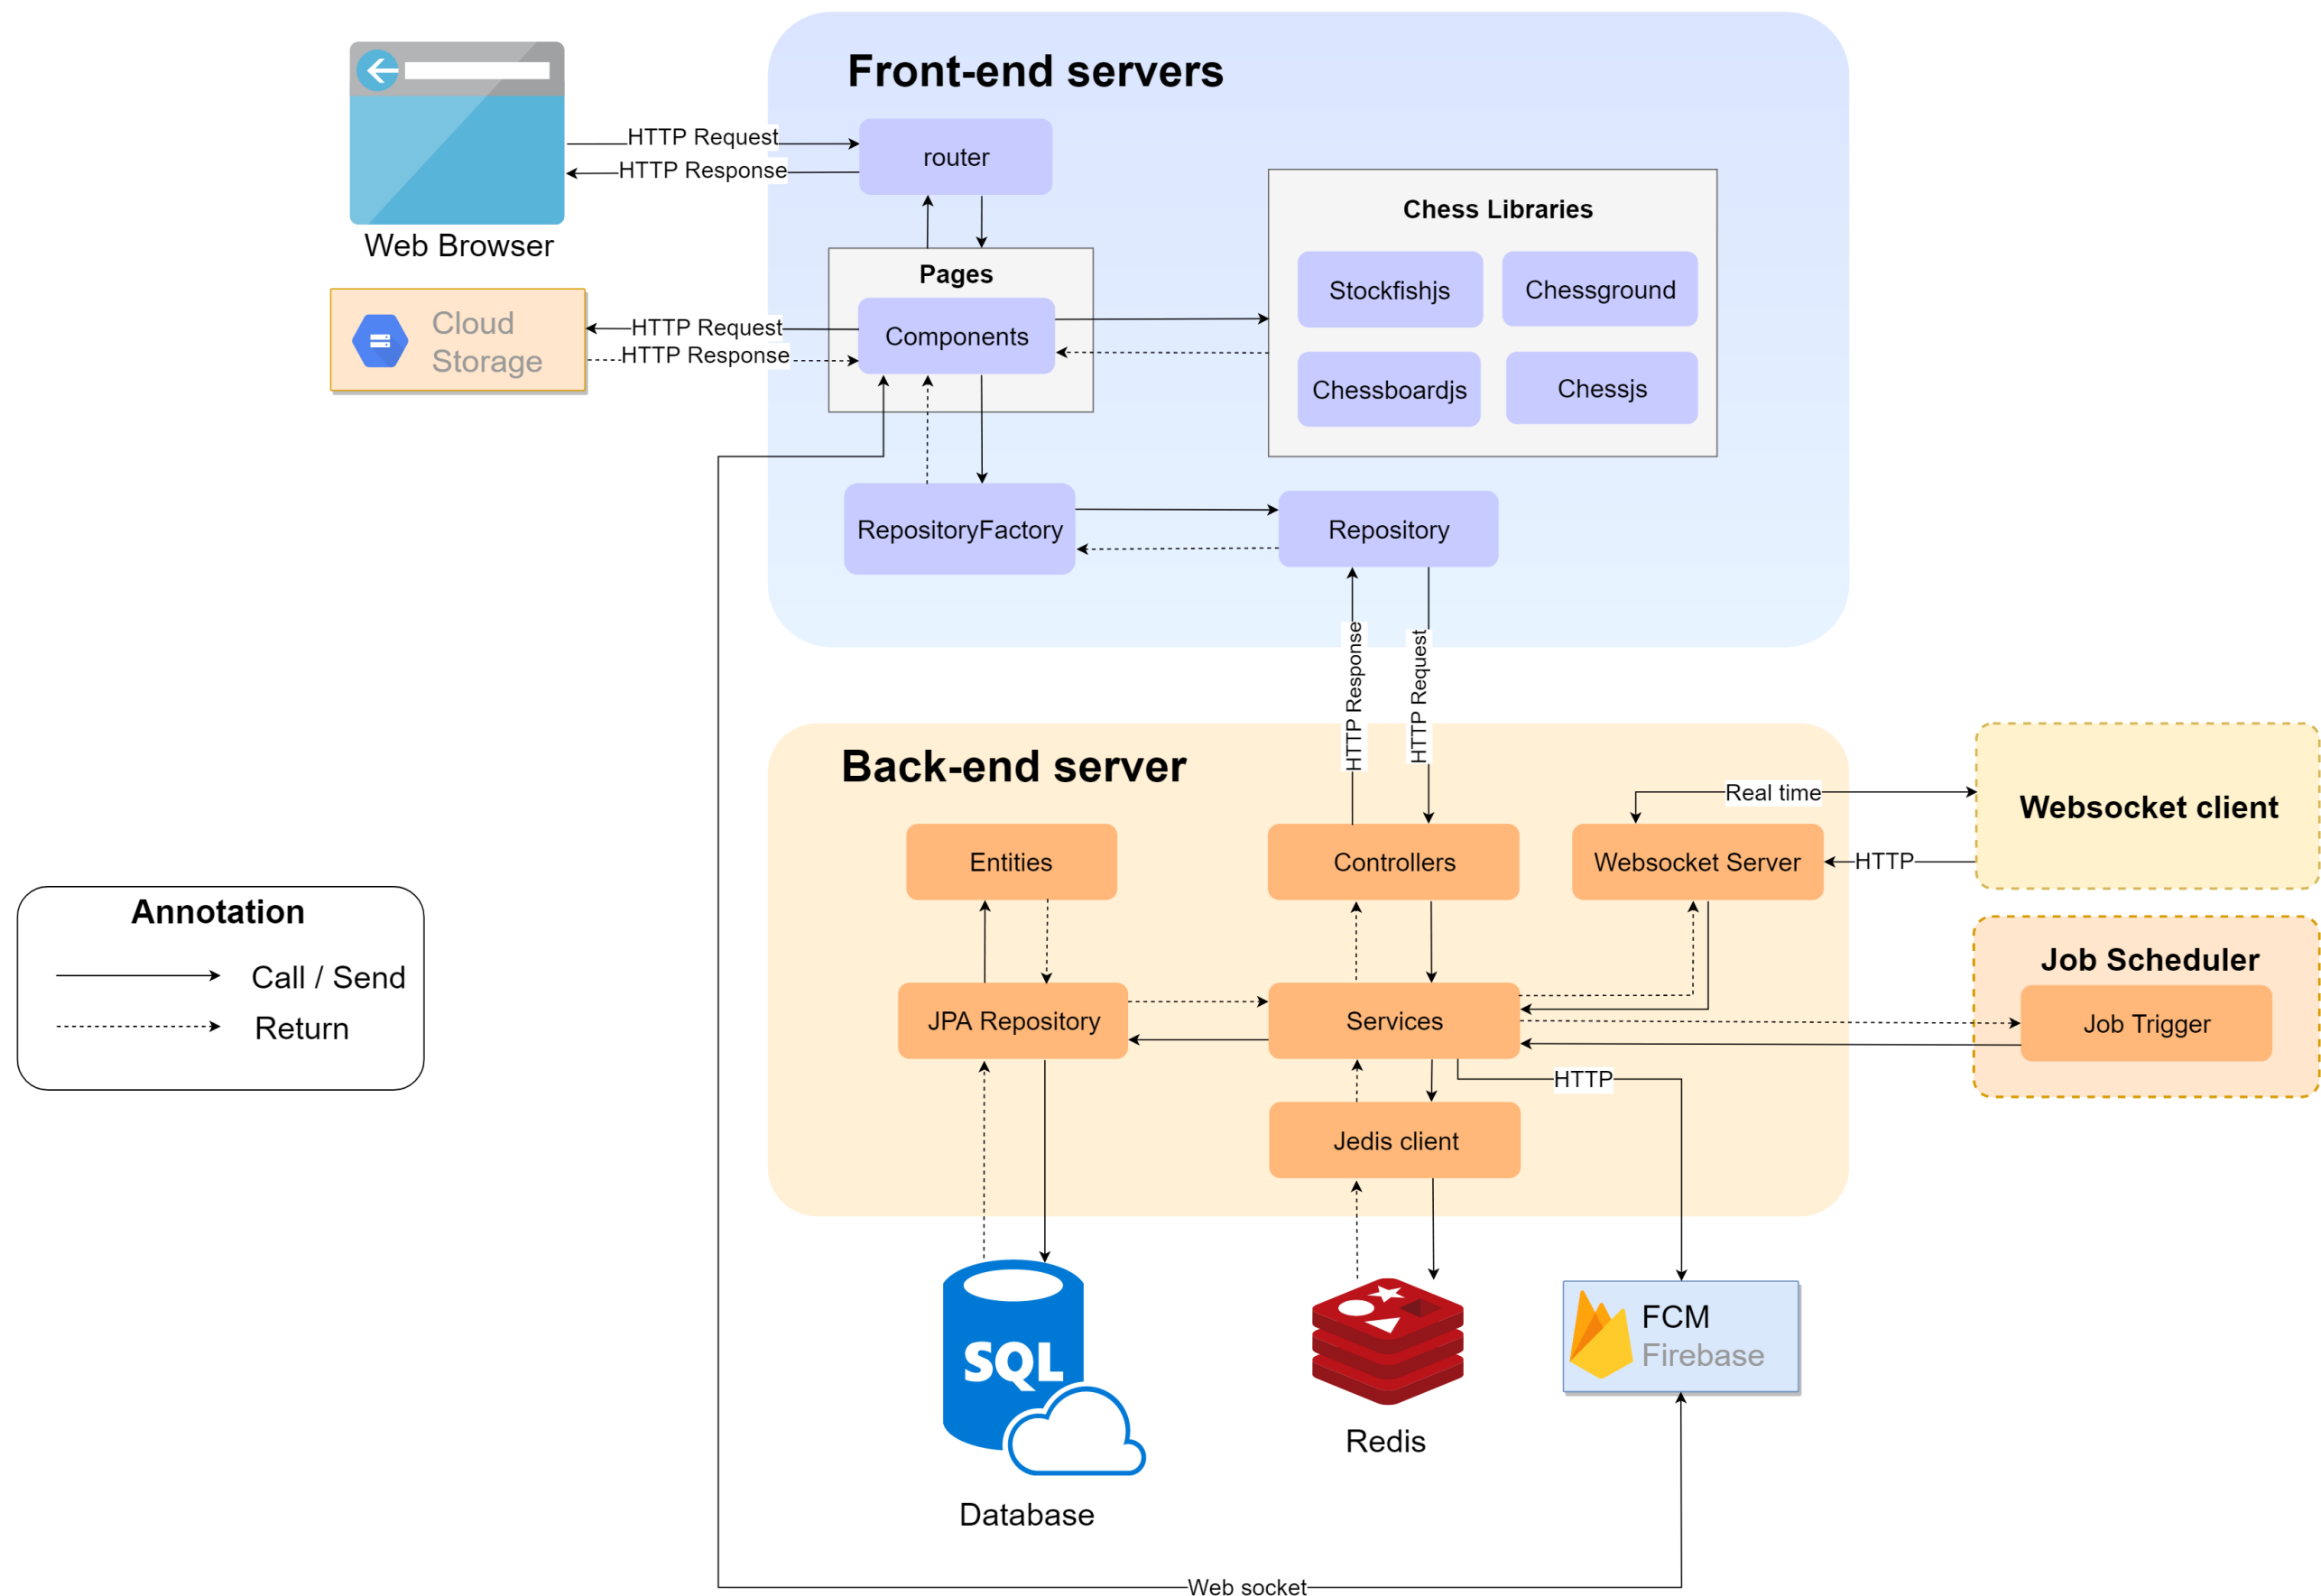 Front-end servers
HTTP Request
HTTP Response
router
Web Browser
Chess Libraries
Pages
Stockfishjs
Chessground
Cloud
Storage
HTTP Request
HTTP Response
Components
Chessboardjs
Chessjs
RepositoryFactory
Repository
HTTP Response
HTTP Request
Back-end server
Real time
Websocket client
Entities
Controllers
Websocket Server
HTTP
Annotation
Call / Send
Return
Job Scheduler
JPA Repository
Services
Job Trigger
HTTP
Jedis client
SQL
FCM
Firebase
Redis
Database
Web socket